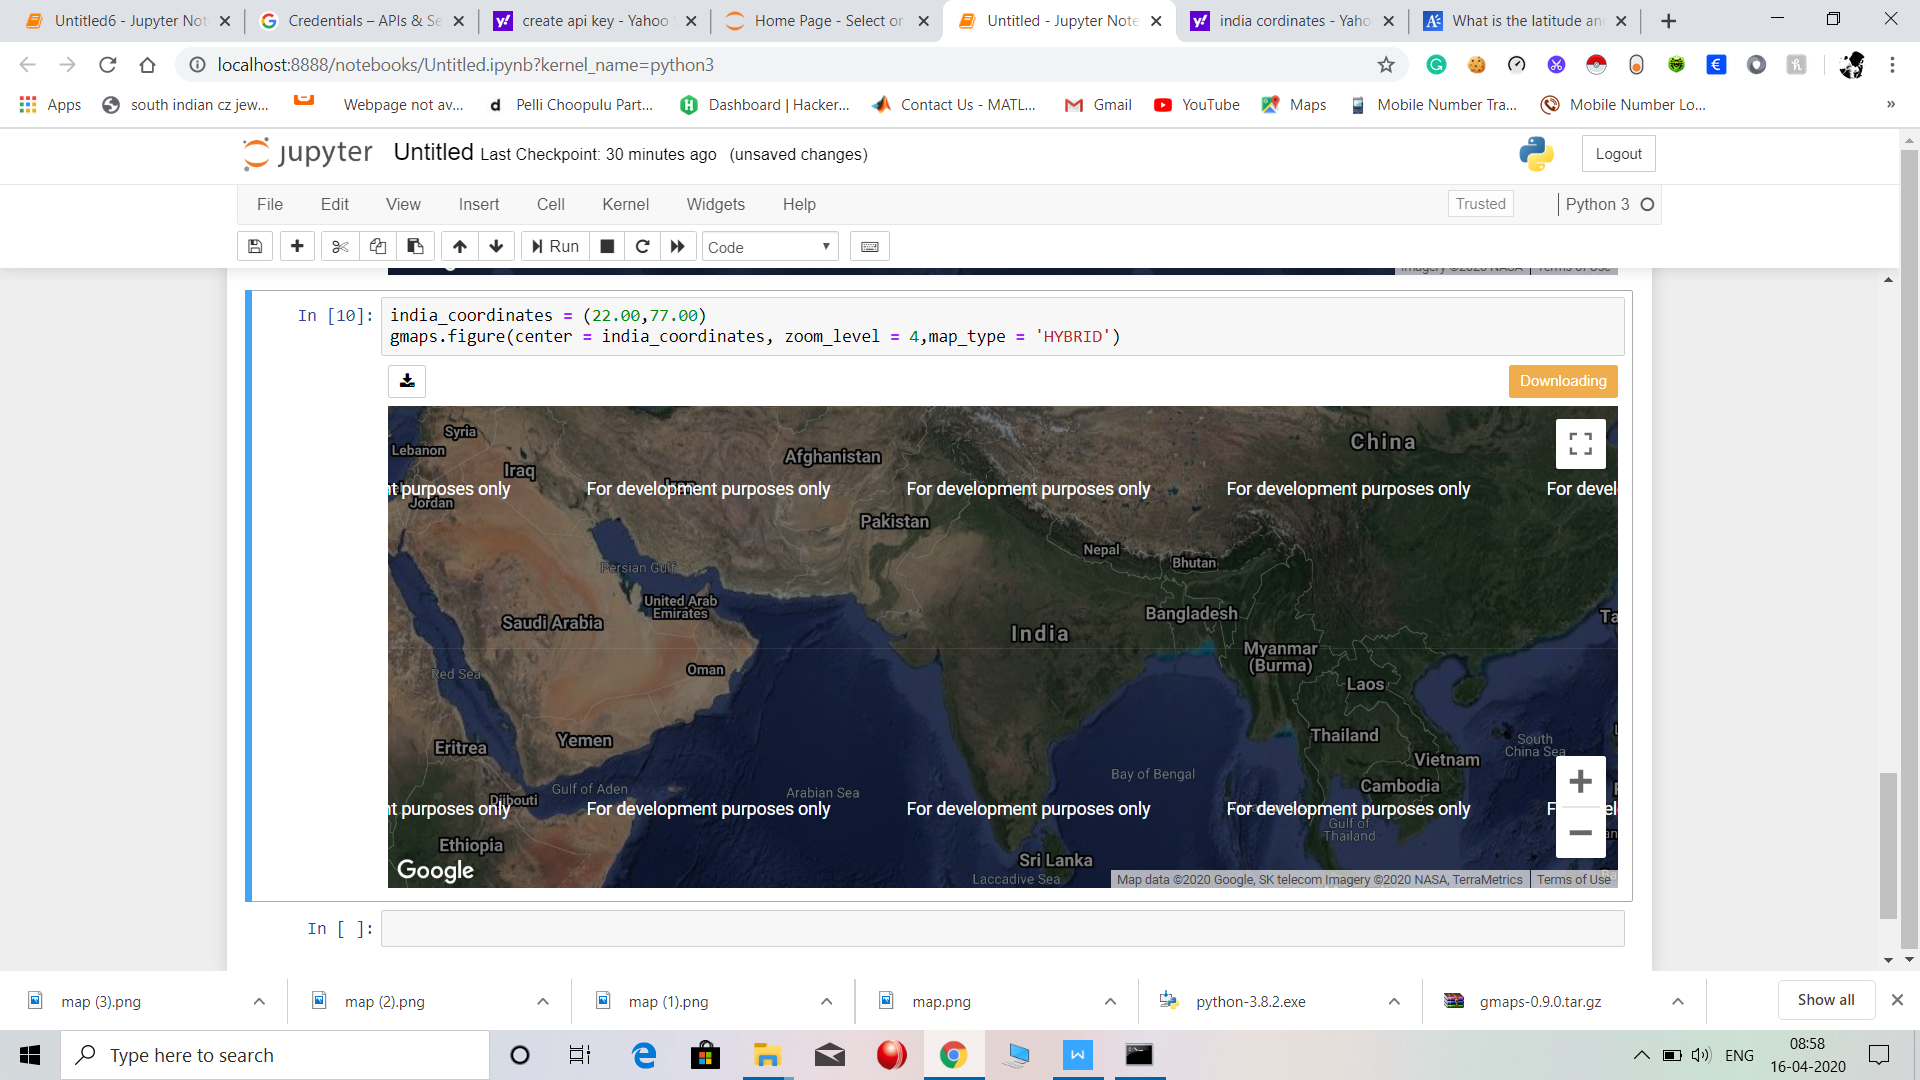 Untitled6 - Jupyter Not
Credentials – APIs & Se
create api key - Yahoo
Home Page - Select or
Untitled - Jupyter Note
india cordinates - Yaho
What is the latitude an
localhost:8888/notebooks/Untitled.ipynb?kernel_name=python3
Apps
south indian cz jew...
Webpage not av...
Pelli Choopulu Part...
Dashboard | Hacker...
Contact Us - MATL...
Gmail
YouTube
Maps
Mobile Number Tra...
Mobile Number Lo...
»
jupyter Untitled Last Checkpoint: 30 minutes ago (unsaved changes)
Logout
File Edit View Insert Cell Kernel Widgets Help
Trusted
Python 3
Run
Code
Imagery ©2020 NASA Terms of Use
In [10]:
india_coordinates = (22.00,77.00)
gmaps.figure(center = india_coordinates, zoom_level = 4,map_type = 'HYBRID')
Downloading
Syria
Lebanon
Iraq
Afghanistan
China
nt purposes only
For development purposes only
For development purposes only
For development purposes only
For devel
Jordan
Pakistan
Nepal
Bhutan
Persian Gulf
United Arab
Emirates
Saudi Arabia
India
Bangladesh
Ta
Myanmar
(Burma)
Oman
Red Sea
Laos
Eritrea
Yemen
Thailand
South
China Sea
Vietnam
Bay of Bengal
Cambodia
Gulf of Aden
Arabian Sea
Djibouti
nt purposes only
For development purposes only
For development purposes only
For development purposes only
Gulf of
Thailand
Ethiopia
Sri Lanka
Google
Laccadive Sea
Map data ©2020 Google, SK telecom Imagery ©2020 NASA, TerraMetrics
Terms of Use
In [ ]:
map (3).png
map (2).png
map (1).png
map.png
python-3.8.2.exe
gmaps-0.9.0.tar.gz
Show all
Type here to search
ENG
08:58
16-04-2020